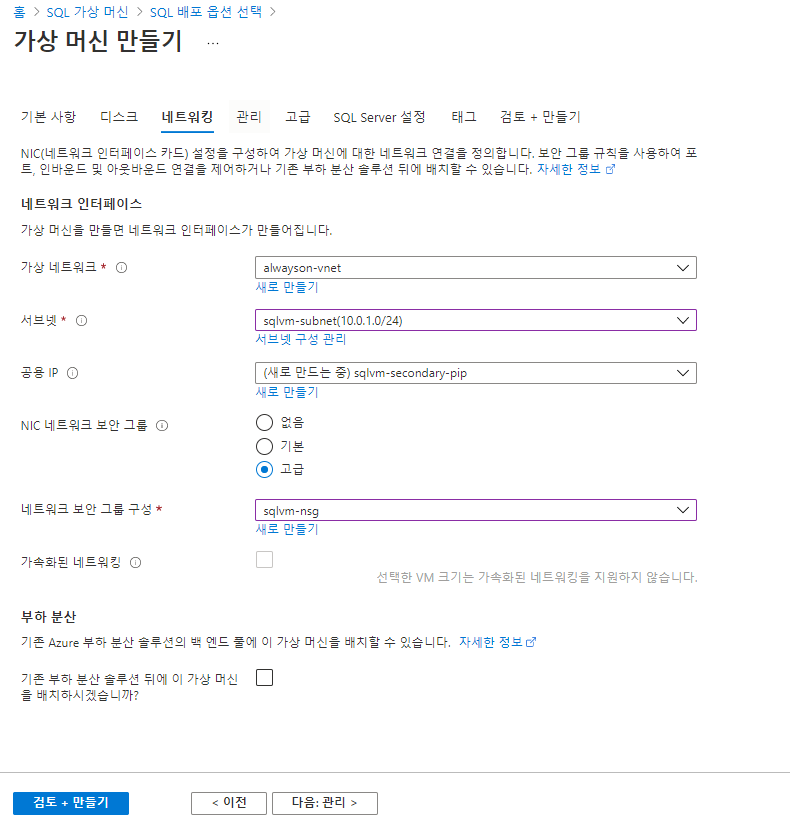 홈 > SQL 가상 머신 > SQL 배포 옵션 선택 >
가상 머신 만들기 ...
기본 사항 디스크 네트워킹 관리 고급 SQL Server 설정 태그 검토 + 만들기
NIC(네트워크 인터페이스 카드) 설정을 구성하여 가상 머신에 대한 네트워크 연결을 정의합니다. 보안 그룹 규칙을 사용하여 포
트, 인바운드 및 아웃바운드 연결을 제어하거나 기존 부하 분산 솔루션 뒤에 배치할 수 있습니다. 자세한 정보
네트워크 인터페이스
가상 머신을 만들면 네트워크 인터페이스가 만들어집니다.
가상 네트워크 * alwayson-vnet
새로 만들기
서브넷 * sqlvm-subnet(10.0.1.0/24)
서브넷 구성 관리
공용 IP (새로 만드는 중) sqlvm-secondary-pip
새로 만들기
NIC 네트워크 보안 그룹 없음
기본
고급
네트워크 보안 그룹 구성 * sqlvm-nsg
새로 만들기
가속화된 네트워킹
선택한 VM 크기는 가속화된 네트워킹을 지원하지 않습니다.
부하 분산
기존 Azure 부하 분산 솔루션의 백 엔드 풀에 이 가상 머신을 배치할 수 있습니다. 자세한 정보
기존 부하 분산 솔루션 뒤에 이 가상 머신
을 배치하시겠습니까?
검토 + 만들기 < 이전 다음: 관리 >